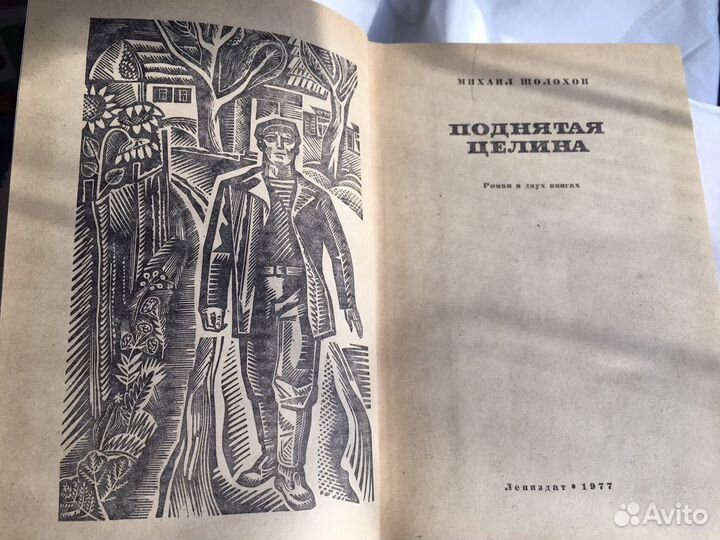 МИХАИЛ ШОЛОХОВ
ПОДНЯТАЯ
ЦЕЛИНА
Роман в двух книгах
Лениздат • 1977
Avito